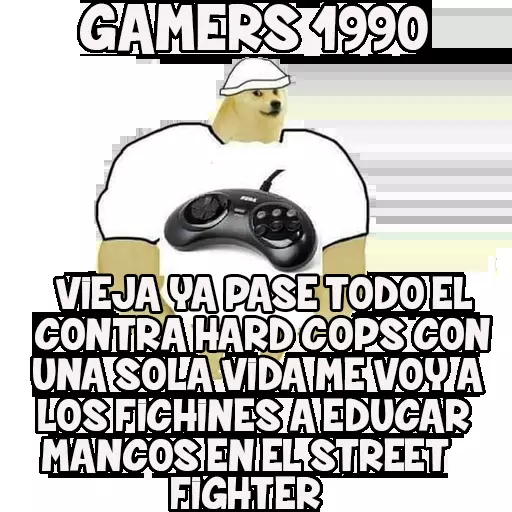 GAMERS 1990
SEGA
VIEJA YA PASE TODO EL
CONTRA HARD COPS CON
UNA SOLA VIDA ME VOY A
LOS FICHINES A EDUCAR
MANCOS EN EL STREET
FIGHTER